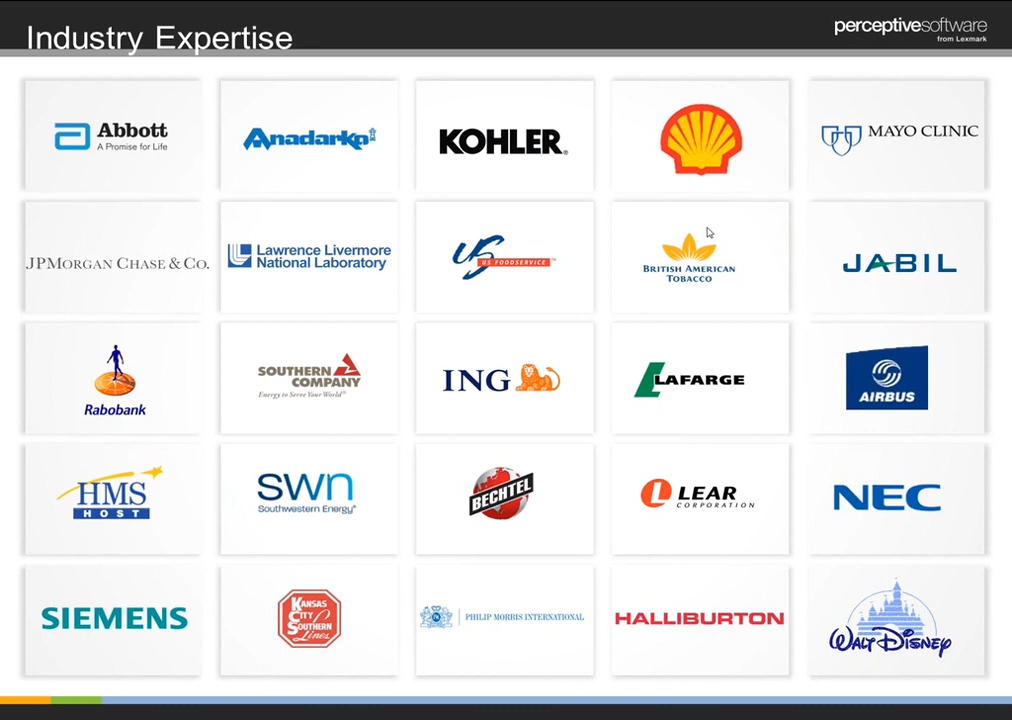 Industry Expertise
perceptivesoftware
from Lexmark
Abbott
A Promise for Life
Anadarko
KOHLER®
MAYO CLINIC
JPMORGAN CHASE & CO.
Lawrence Livermore
National Laboratory
US
US FOODSERVICE™
BRITISH AMERICAN
TOBACCO
JABIL
Rabobank
SOUTHERN
COMPANY
Energy to Serve Your World®
ING
LAFARGE
AIRBUS
HMS
HOST
swn
Southwestern Energy®
BECHTEL
LEAR
CORPORATION
NEC
SIEMENS
KANSAS
CITY
SOUTHERN
Lines
PHILIP MORRIS INTERNATIONAL
HALLIBURTON
WALT DISNEY